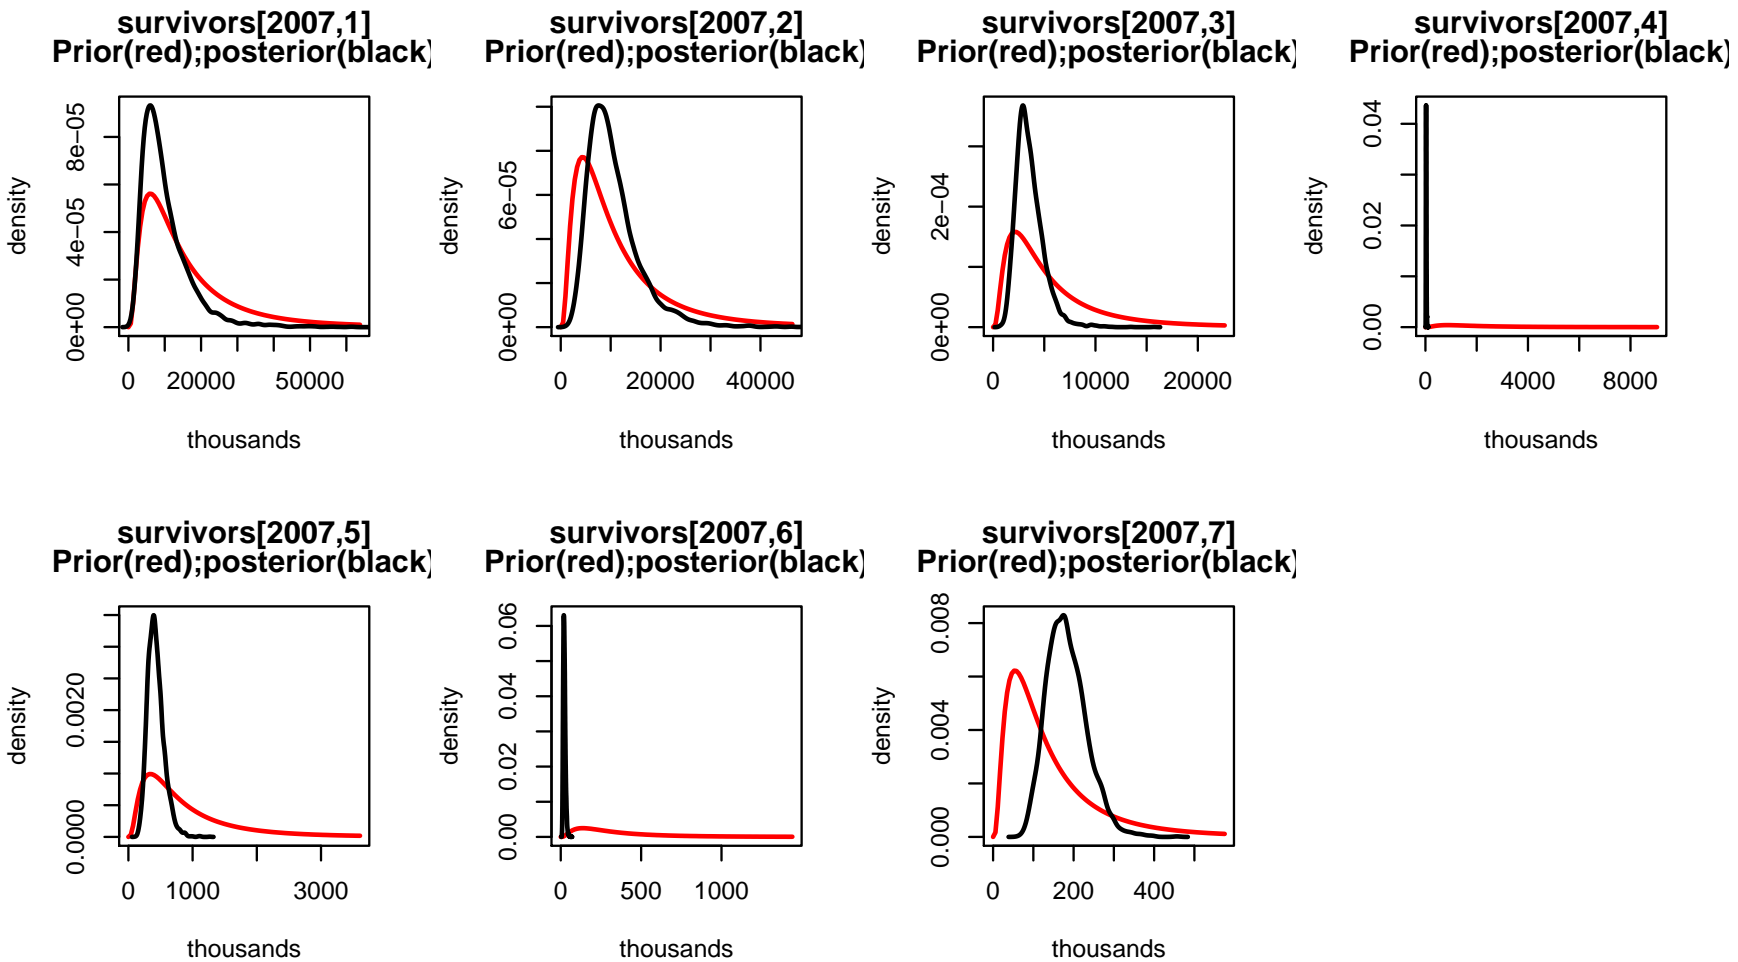 survivors[2007,1]
Prior(red);posterior(black)
density
0e+00 4e−05 8e−05
0 20000 50000
thousands
survivors[2007,2]
Prior(red);posterior(black)
density
0e+00 6e−05
0 20000 40000
thousands
survivors[2007,3]
Prior(red);posterior(black)
density
0e+00 2e−04
0 10000 20000
thousands
survivors[2007,4]
Prior(red);posterior(black)
density
0.00 0.02 0.04
0 4000 8000
thousands
survivors[2007,5]
Prior(red);posterior(black)
density
0.0000 0.0020
0 1000 3000
thousands
survivors[2007,6]
Prior(red);posterior(black)
density
0.00 0.02 0.04 0.06
0 500 1000
thousands
survivors[2007,7]
Prior(red);posterior(black)
density
0.000 0.004 0.008
0 200 400
thousands